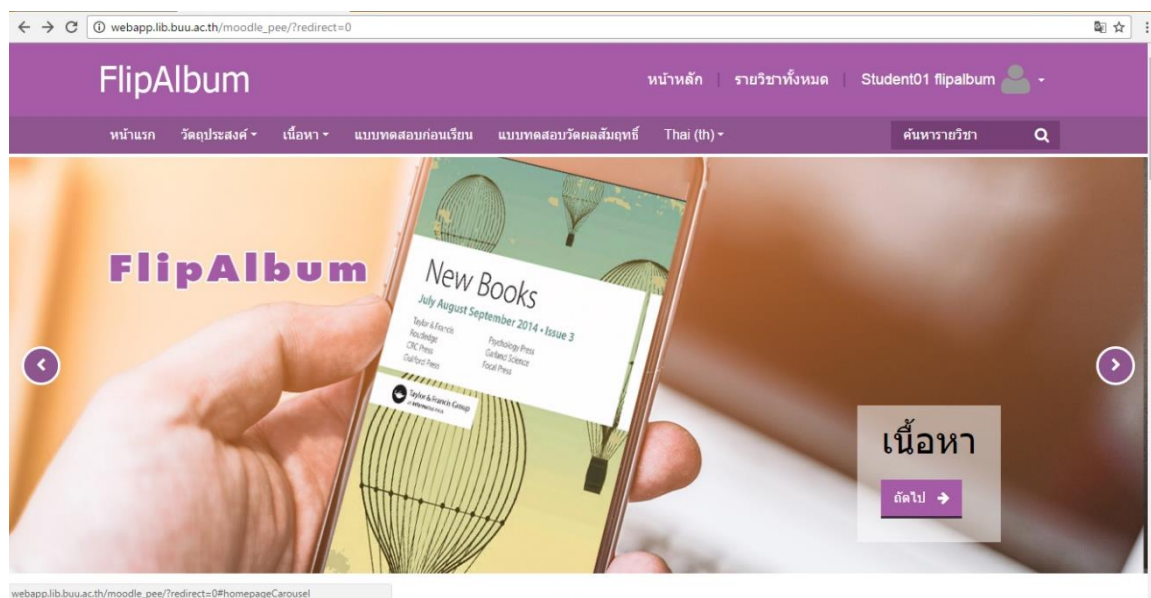 webapp.lib.buu.ac.th/moodle_pee/?redirect=0
FlipAlbum
หน้าหลัก | รายวิชาทั้งหมด | Student01 flipalbum
หน้าแรก วัตถุประสงค์ เนื้อหา แบบทดสอบก่อนเรียน แบบทดสอบวัดผลสัมฤทธิ์ Thai (th) ค้นหารายวิชา
FlipAlbum
New Books
July August September 2014 • Issue 3
Taylor & Francis
Routledge
CRC Press
Guilford Press
Psychology Press
Garland Science
Focal Press
Taylor & Francis Group
an informa business
เนื้อหา
ถัดไป
webapp.lib.buu.ac.th/moodle_pee/?redirect=0#homepageCarousel